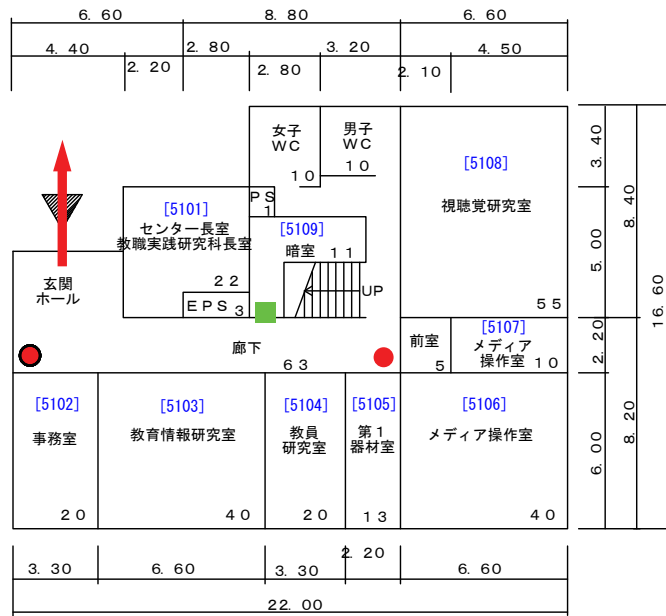 6.60 8.80 6.60
4.40 2.80 3.20 4.50
2.20 2.80 2.10
女子
WC
10
男子
WC
10
[5108]
視聴覚研究室
55
[5101]
センター長室
教職実践研究科長室
22
PS
1
[5109]
暗室
11
UP
EPS 3
玄関
ホール
廊下
63
前室
5
[5107]
メディア
操作室 10
[5102]
事務室
20
[5103]
教育情報研究室
40
[5104]
教員
研究室
20
[5105]
第1
器材室
13
[5106]
メディア操作室
40
3.40
5.00
2.20
6.00
8.40
8.20
16.60
2.20
3.30 6.60 3.30 6.60
22.00